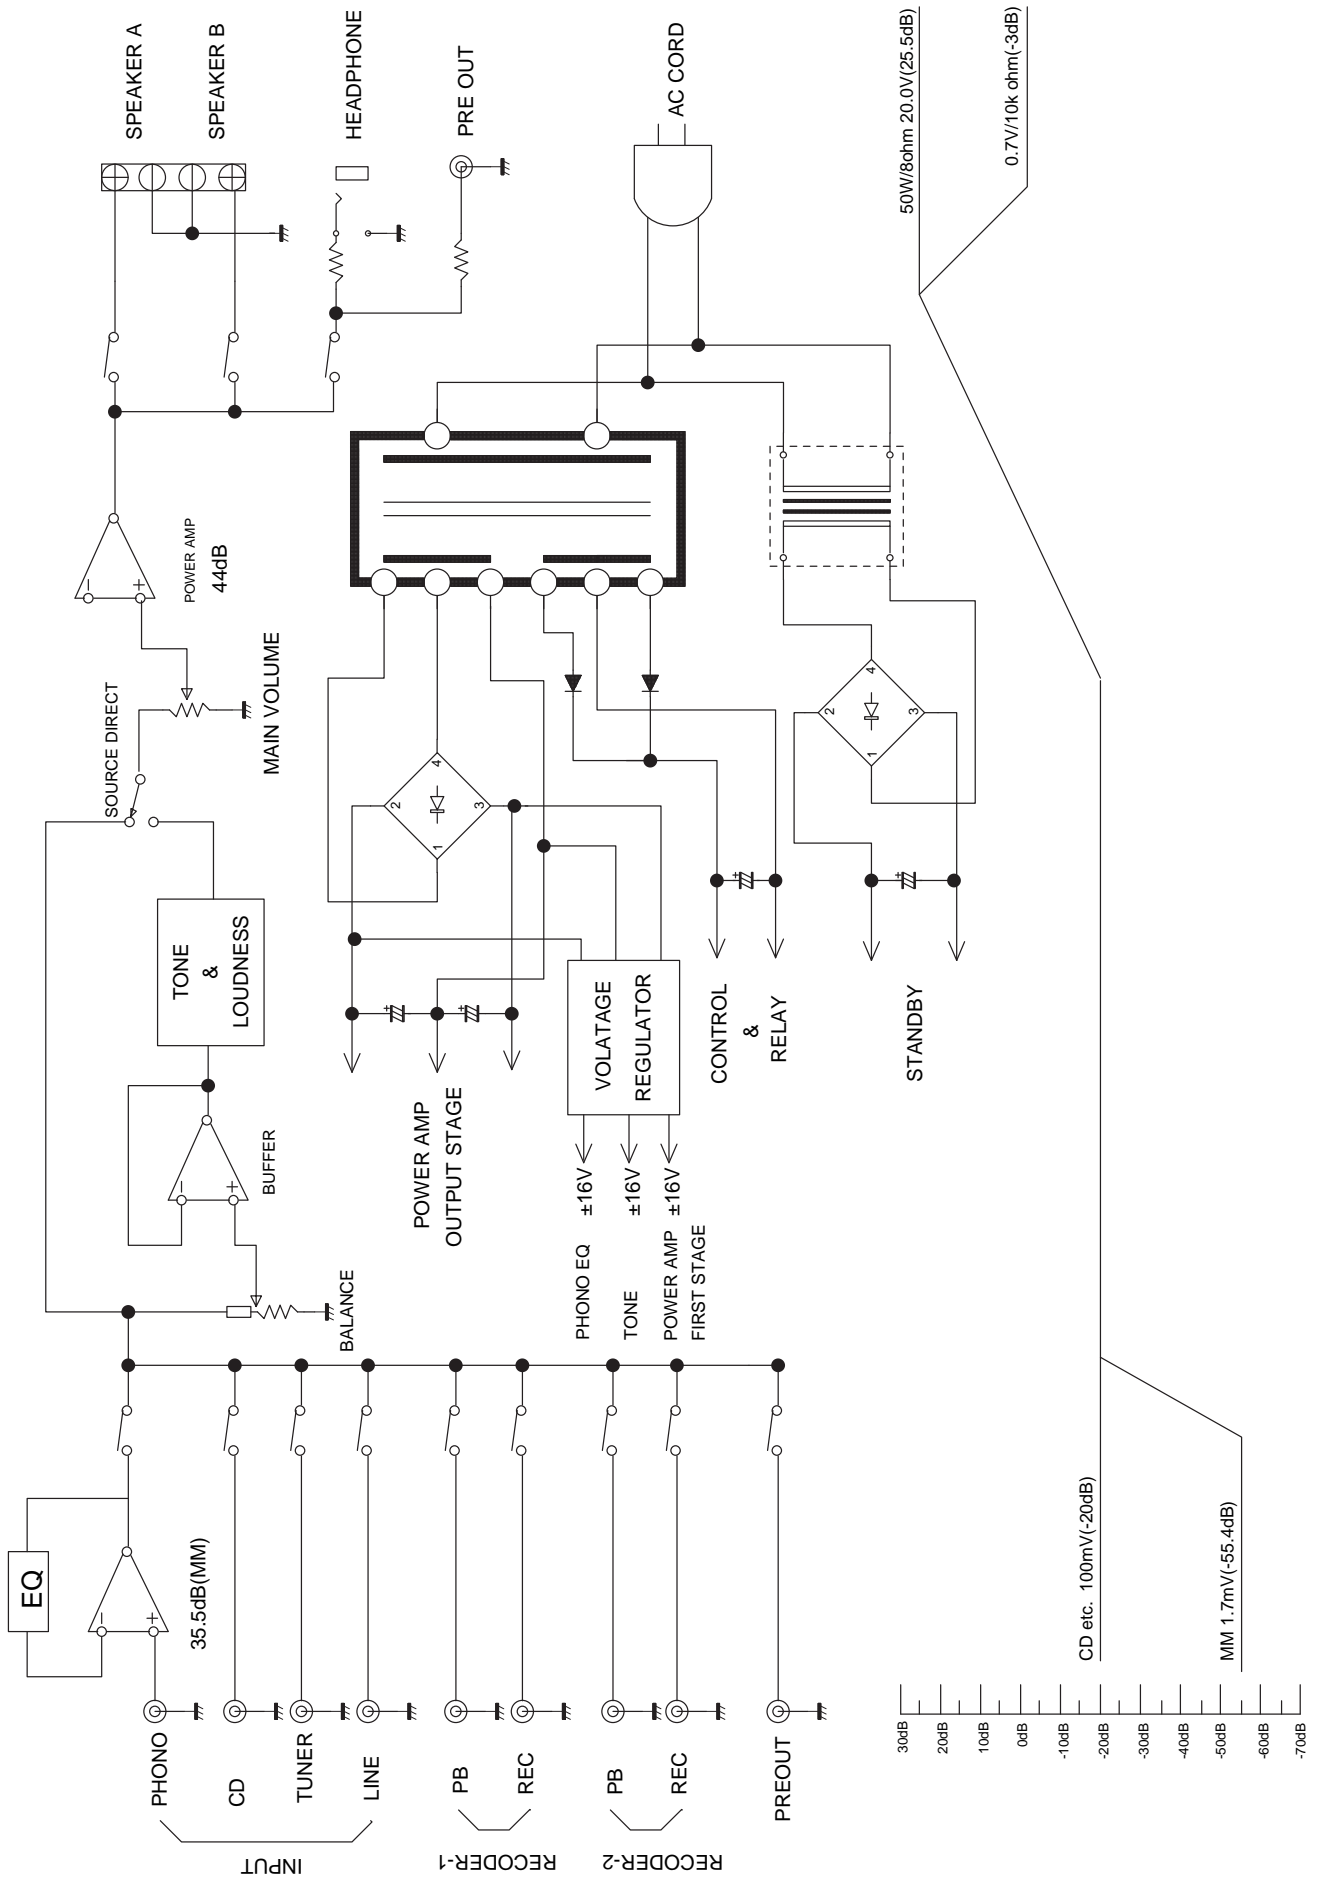 INPUT
PHONO
CD
TUNER
LINE
RECODER-1
PB
REC
RECODER-2
PB
REC
PREOUT
EQ
35.5dB(MM)
BALANCE
BUFFER
TONE
&
LOUDNESS
SOURCE DIRECT
MAIN VOLUME
POWER AMP
44dB
SPEAKER A
SPEAKER B
HEADPHONE
PRE OUT
AC CORD
POWER AMP
OUTPUT STAGE
PHONO EQ ±16V
TONE ±16V
POWER AMP ±16V
FIRST STAGE
VOLATAGE
REGULATOR
1
2
3
4
CONTROL
&
RELAY
STANDBY
1
2
3
4
+
+
+
+
−
+
−
+
−
+
30dB
20dB
10dB
0dB
-10dB
-20dB
-30dB
-40dB
-50dB
-60dB
-70dB
CD etc. 100mV(-20dB)
MM 1.7mV(-55.4dB)
50W/8ohm 20.0V(25.5dB)
0.7V/10k ohm(-3dB)